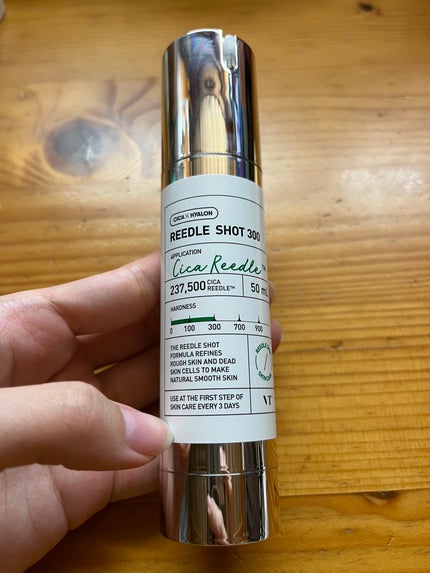 CICA×HYALON
REEDLE SHOT 300
APPLICATION
Cica Reedle™
237,500 CICA REEDLE™
50 m
HARDNESS
0 100 300 700 900
THE REEDLE SHOT
FORMULA REFINES
ROUGH SKIN AND DEAD
SKIN CELLS TO MAKE
NATURAL SMOOTH SKIN
REEDLE
USE AT THE FIRST STEP OF
SKIN CARE EVERY 3 DAYS
VT